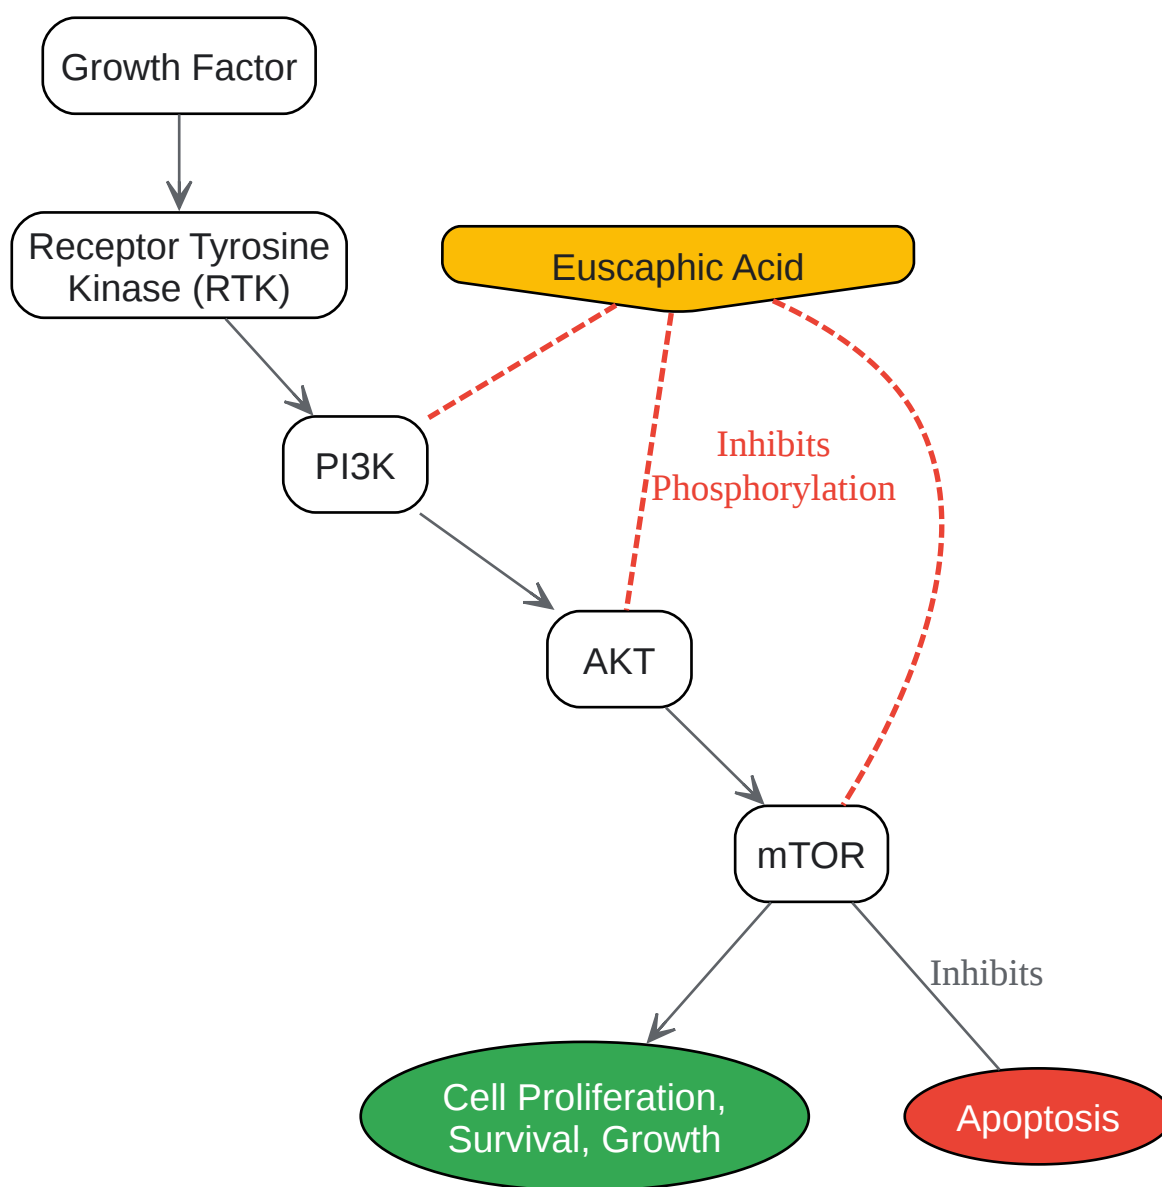 Growth Factor
Receptor Tyrosine
Kinase (RTK)
Euscaphic Acid
PI3K
Inhibits
Phosphorylation
AKT
mTOR
Inhibits
Cell Proliferation,
Survival, Growth
Apoptosis